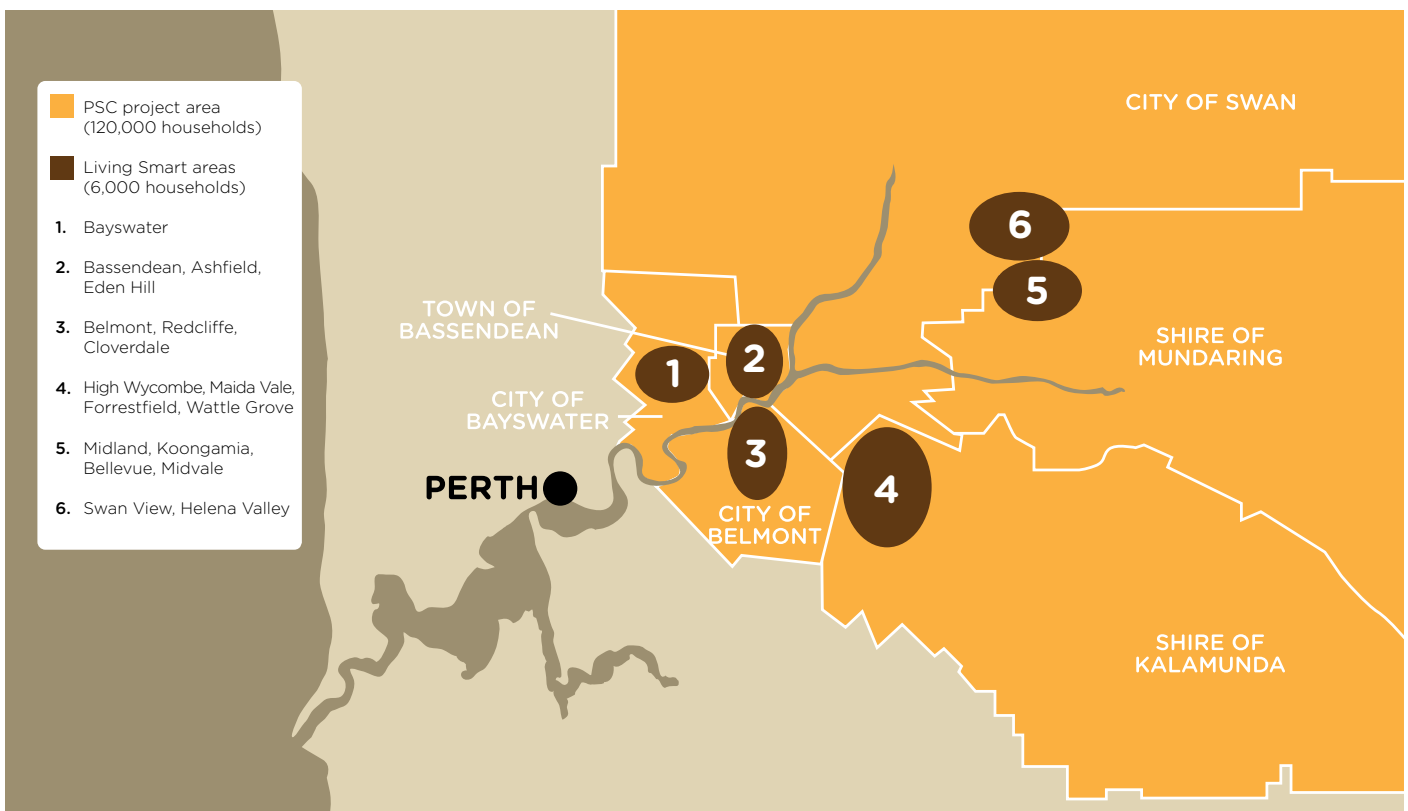 PSC project area
(120,000 households)
Living Smart areas
(6,000 households)
1. Bayswater
2. Bassendean, Ashfield,
Eden Hill
3. Belmont, Redcliffe,
Cloverdale
4. High Wycombe, Maida Vale,
Forrestfield, Wattle Grove
5. Midland, Koongamia,
Bellevue, Midvale
6. Swan View, Helena Valley
CITY OF SWAN
6
5
TOWN OF
BASSENDEAN
SHIRE OF
MUNDARING
2
1
CITY OF
BAYSWATER
3
4
PERTH
CITY OF
BELMONT
SHIRE OF
KALAMUNDA